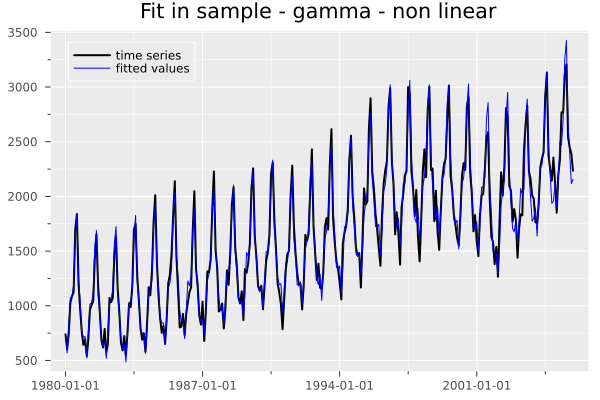 Fit in sample - gamma - non linear
time series
fitted values
3500
3000
2500
2000
1500
1000
500
1980-01-01 1987-01-01 1994-01-01 2001-01-01